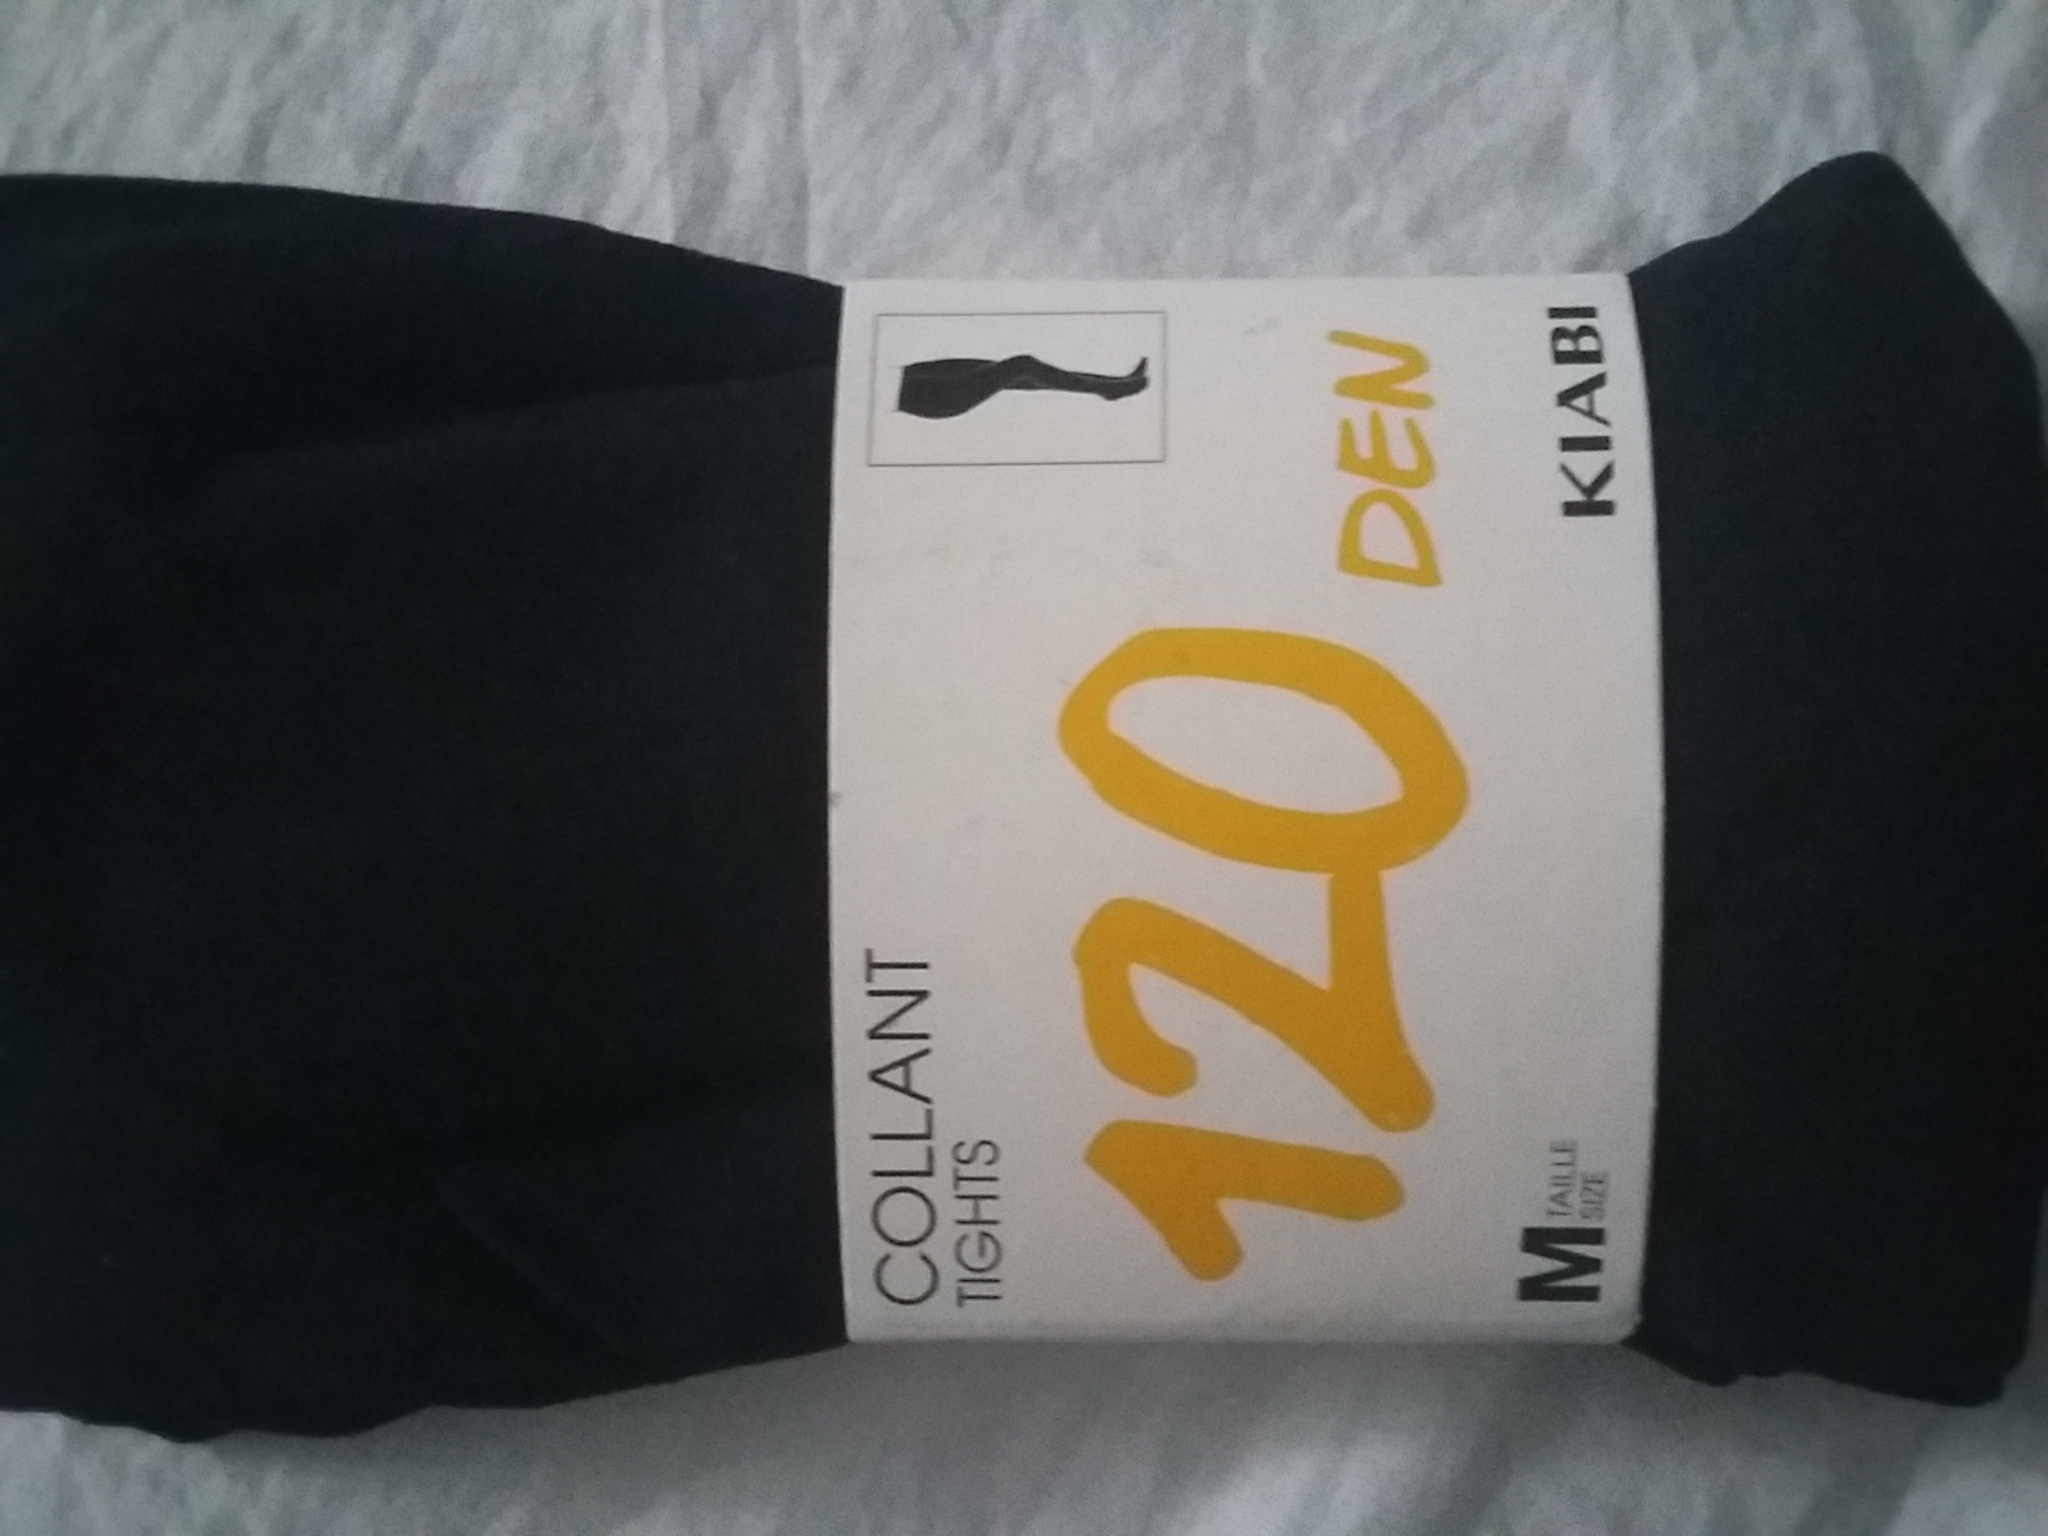 COLLANT
TIGHTS
120 DEN
M TAILLE
SIZE
KIABI